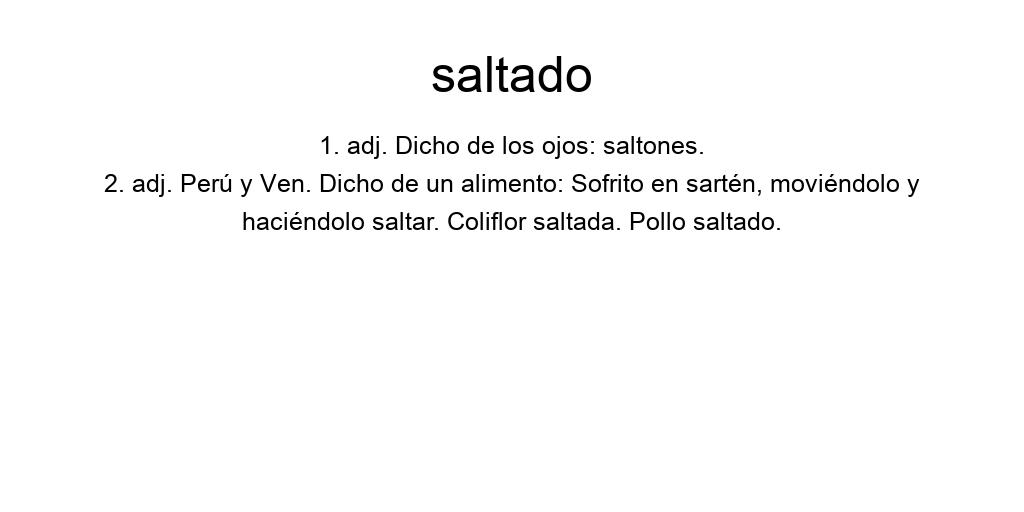 saltado
1. adj. Dicho de los ojos: saltones.
2. adj. Perú y Ven. Dicho de un alimento: Sofrito en sartén, moviéndolo y
haciéndolo saltar. Coliflor saltada. Pollo saltado.